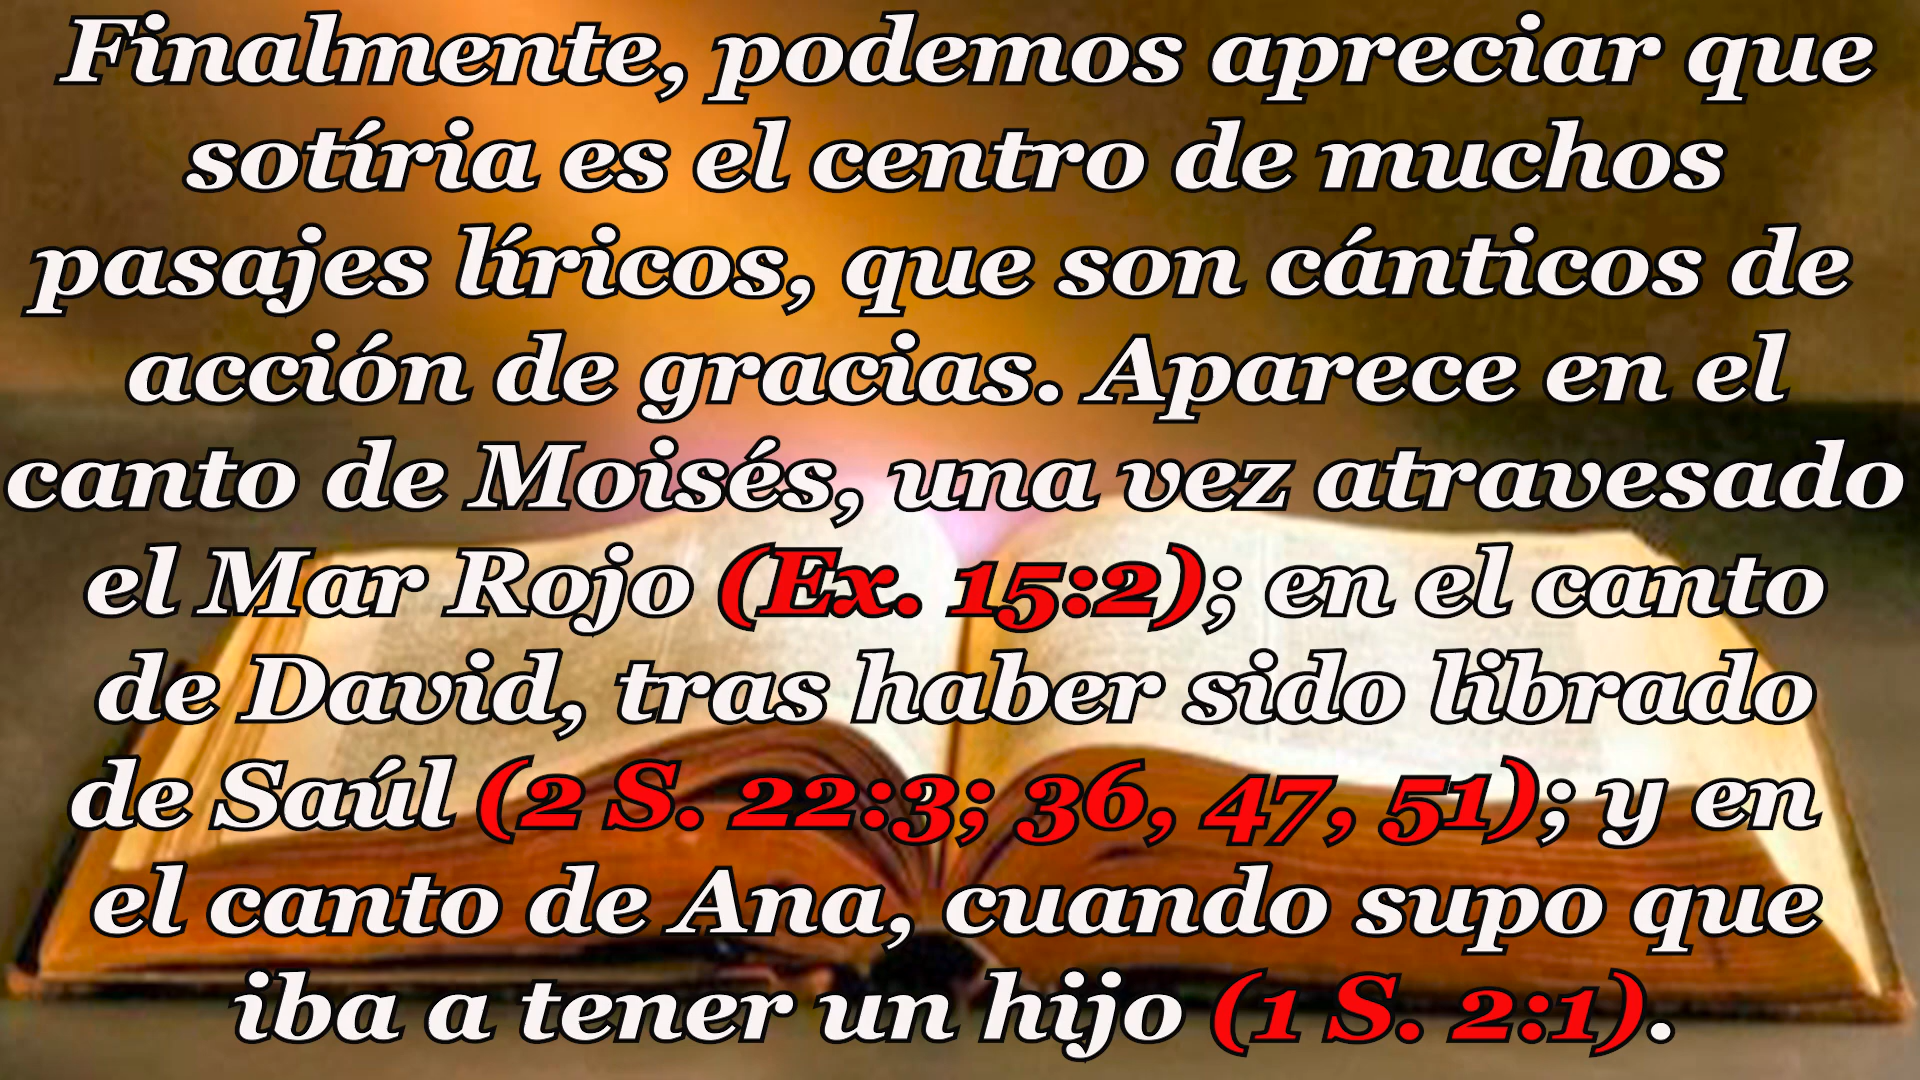 Finalmente, podemos apreciar que
sotíria es el centro de muchos
pasajes líricos, que son cánticos de
acción de gracias. Aparece en el
canto de Moisés, una vez atravesado
el Mar Rojo (Ex. 15:2); en el canto
de David, tras haber sido librado
de Saúl (2 S. 22:3; 36, 47, 51); y en
el canto de Ana, cuando supo que
iba a tener un hijo (1 S. 2:1).